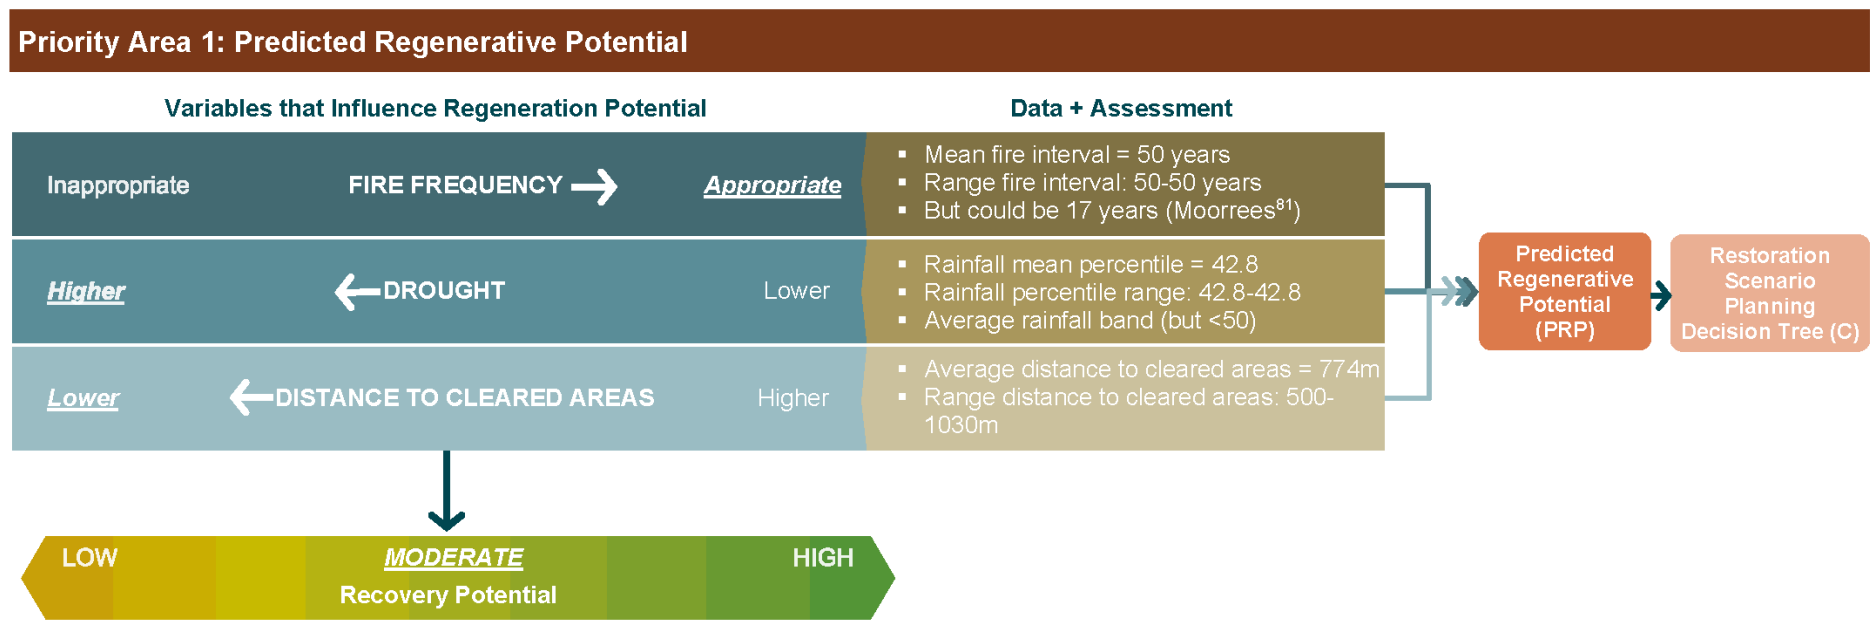 Priority Area 1: Predicted Regenerative Potential
Variables that Influence Regeneration Potential
Data + Assessment
Inappropriate
FIRE FREQUENCY
Appropriate
▪ Mean fire interval = 50 years
▪ Range fire interval: 50-50 years
▪ But could be 17 years (Moorrees⁸¹)
Higher
DROUGHT
Lower
▪ Rainfall mean percentile = 42.8
▪ Rainfall percentile range: 42.8-42.8
▪ Average rainfall band (but <50)
Lower
DISTANCE TO CLEARED AREAS
Higher
▪ Average distance to cleared areas = 774m
▪ Range distance to cleared areas: 500-
1030m
Predicted
Regenerative
Potential
(PRP)
Restoration
Scenario
Planning
Decision Tree (C)
LOW
MODERATE
HIGH
Recovery Potential